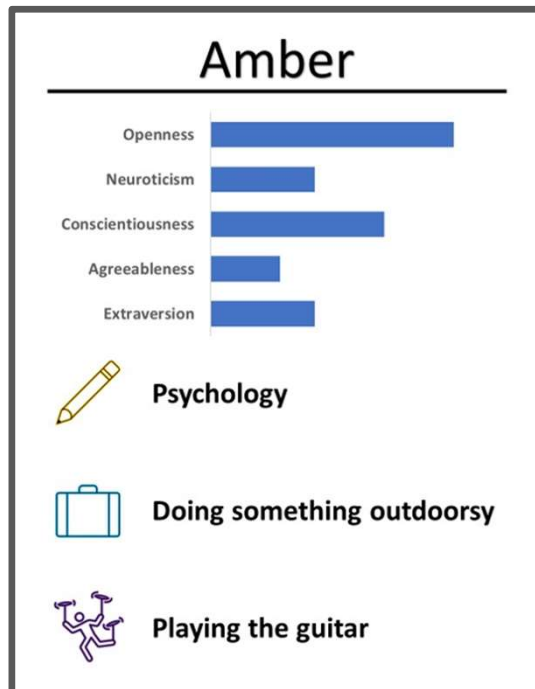 Amber
Openness
Neuroticism
Conscientiousness
Agreeableness
Extraversion
Psychology
Doing something outdoorsy
Playing the guitar